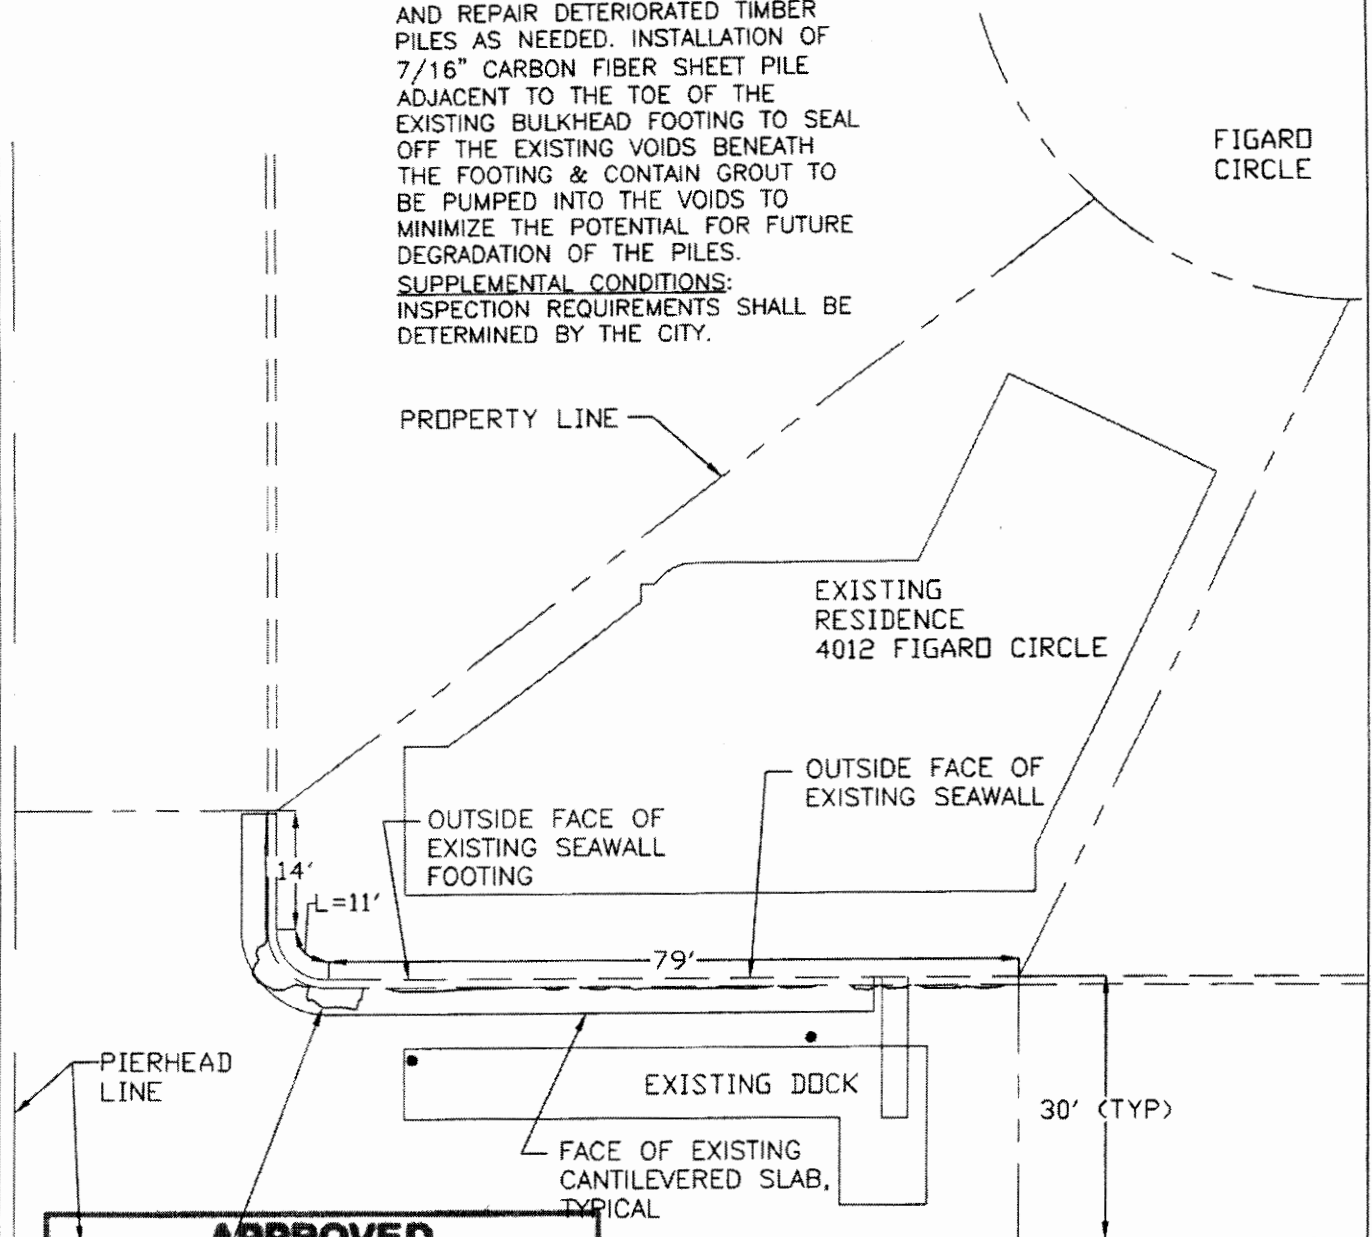 AND REPAIR DETERIORATED TIMBER
PILES AS NEEDED. INSTALLATION OF
7/16" CARBON FIBER SHEET PILE
ADJACENT TO THE TOE OF THE
EXISTING BULKHEAD FOOTING TO SEAL
OFF THE EXISTING VOIDS BENEATH
THE FOOTING & CONTAIN GROUT TO
BE PUMPED INTO THE VOIDS TO
MINIMIZE THE POTENTIAL FOR FUTURE
DEGRADATION OF THE PILES.
SUPPLEMENTAL CONDITIONS:
INSPECTION REQUIREMENTS SHALL BE
DETERMINED BY THE CITY.
FIGARO
CIRCLE
PROPERTY LINE
EXISTING
RESIDENCE
4012 FIGARO CIRCLE
OUTSIDE FACE OF
EXISTING SEAWALL
OUTSIDE FACE OF
EXISTING SEAWALL
FOOTING
14'
L=11'
79'
PIERHEAD
LINE
EXISTING DOCK
30' (TYP)
FACE OF EXISTING
CANTILEVERED SLAB,
TYPICAL
APPROVED